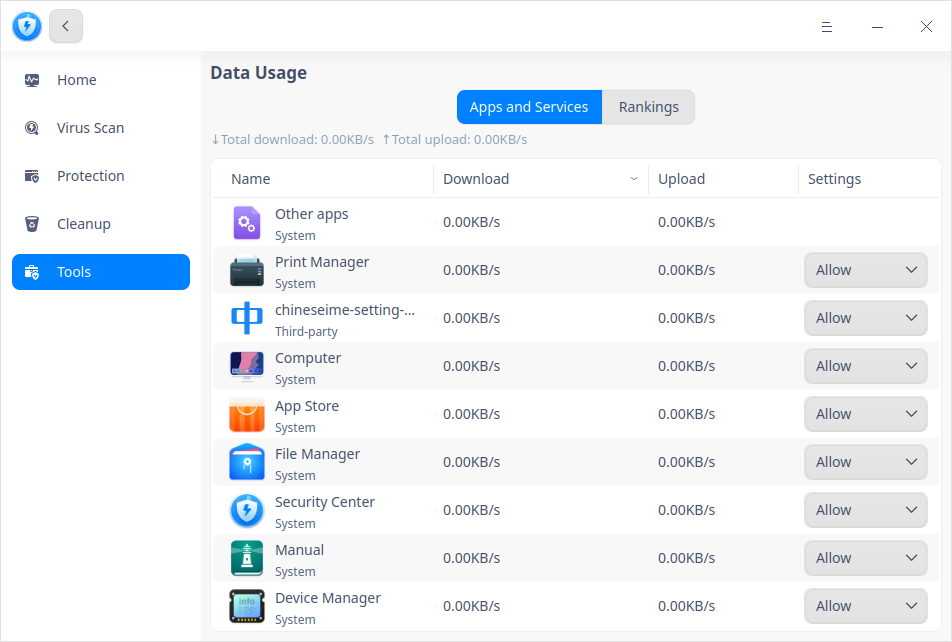 Home
Virus Scan
Protection
Cleanup
Tools
Data Usage
Apps and Services Rankings
↓Total download: 0.00KB/s ↑Total upload: 0.00KB/s
Name Download Upload Settings
Other apps
System
0.00KB/s 0.00KB/s
Print Manager
System
0.00KB/s 0.00KB/s Allow
chineseime-setting-...
Third-party
0.00KB/s 0.00KB/s Allow
Computer
System
0.00KB/s 0.00KB/s Allow
App Store
System
0.00KB/s 0.00KB/s Allow
File Manager
System
0.00KB/s 0.00KB/s Allow
Security Center
System
0.00KB/s 0.00KB/s Allow
Manual
System
0.00KB/s 0.00KB/s Allow
info
Device Manager
System
0.00KB/s 0.00KB/s Allow